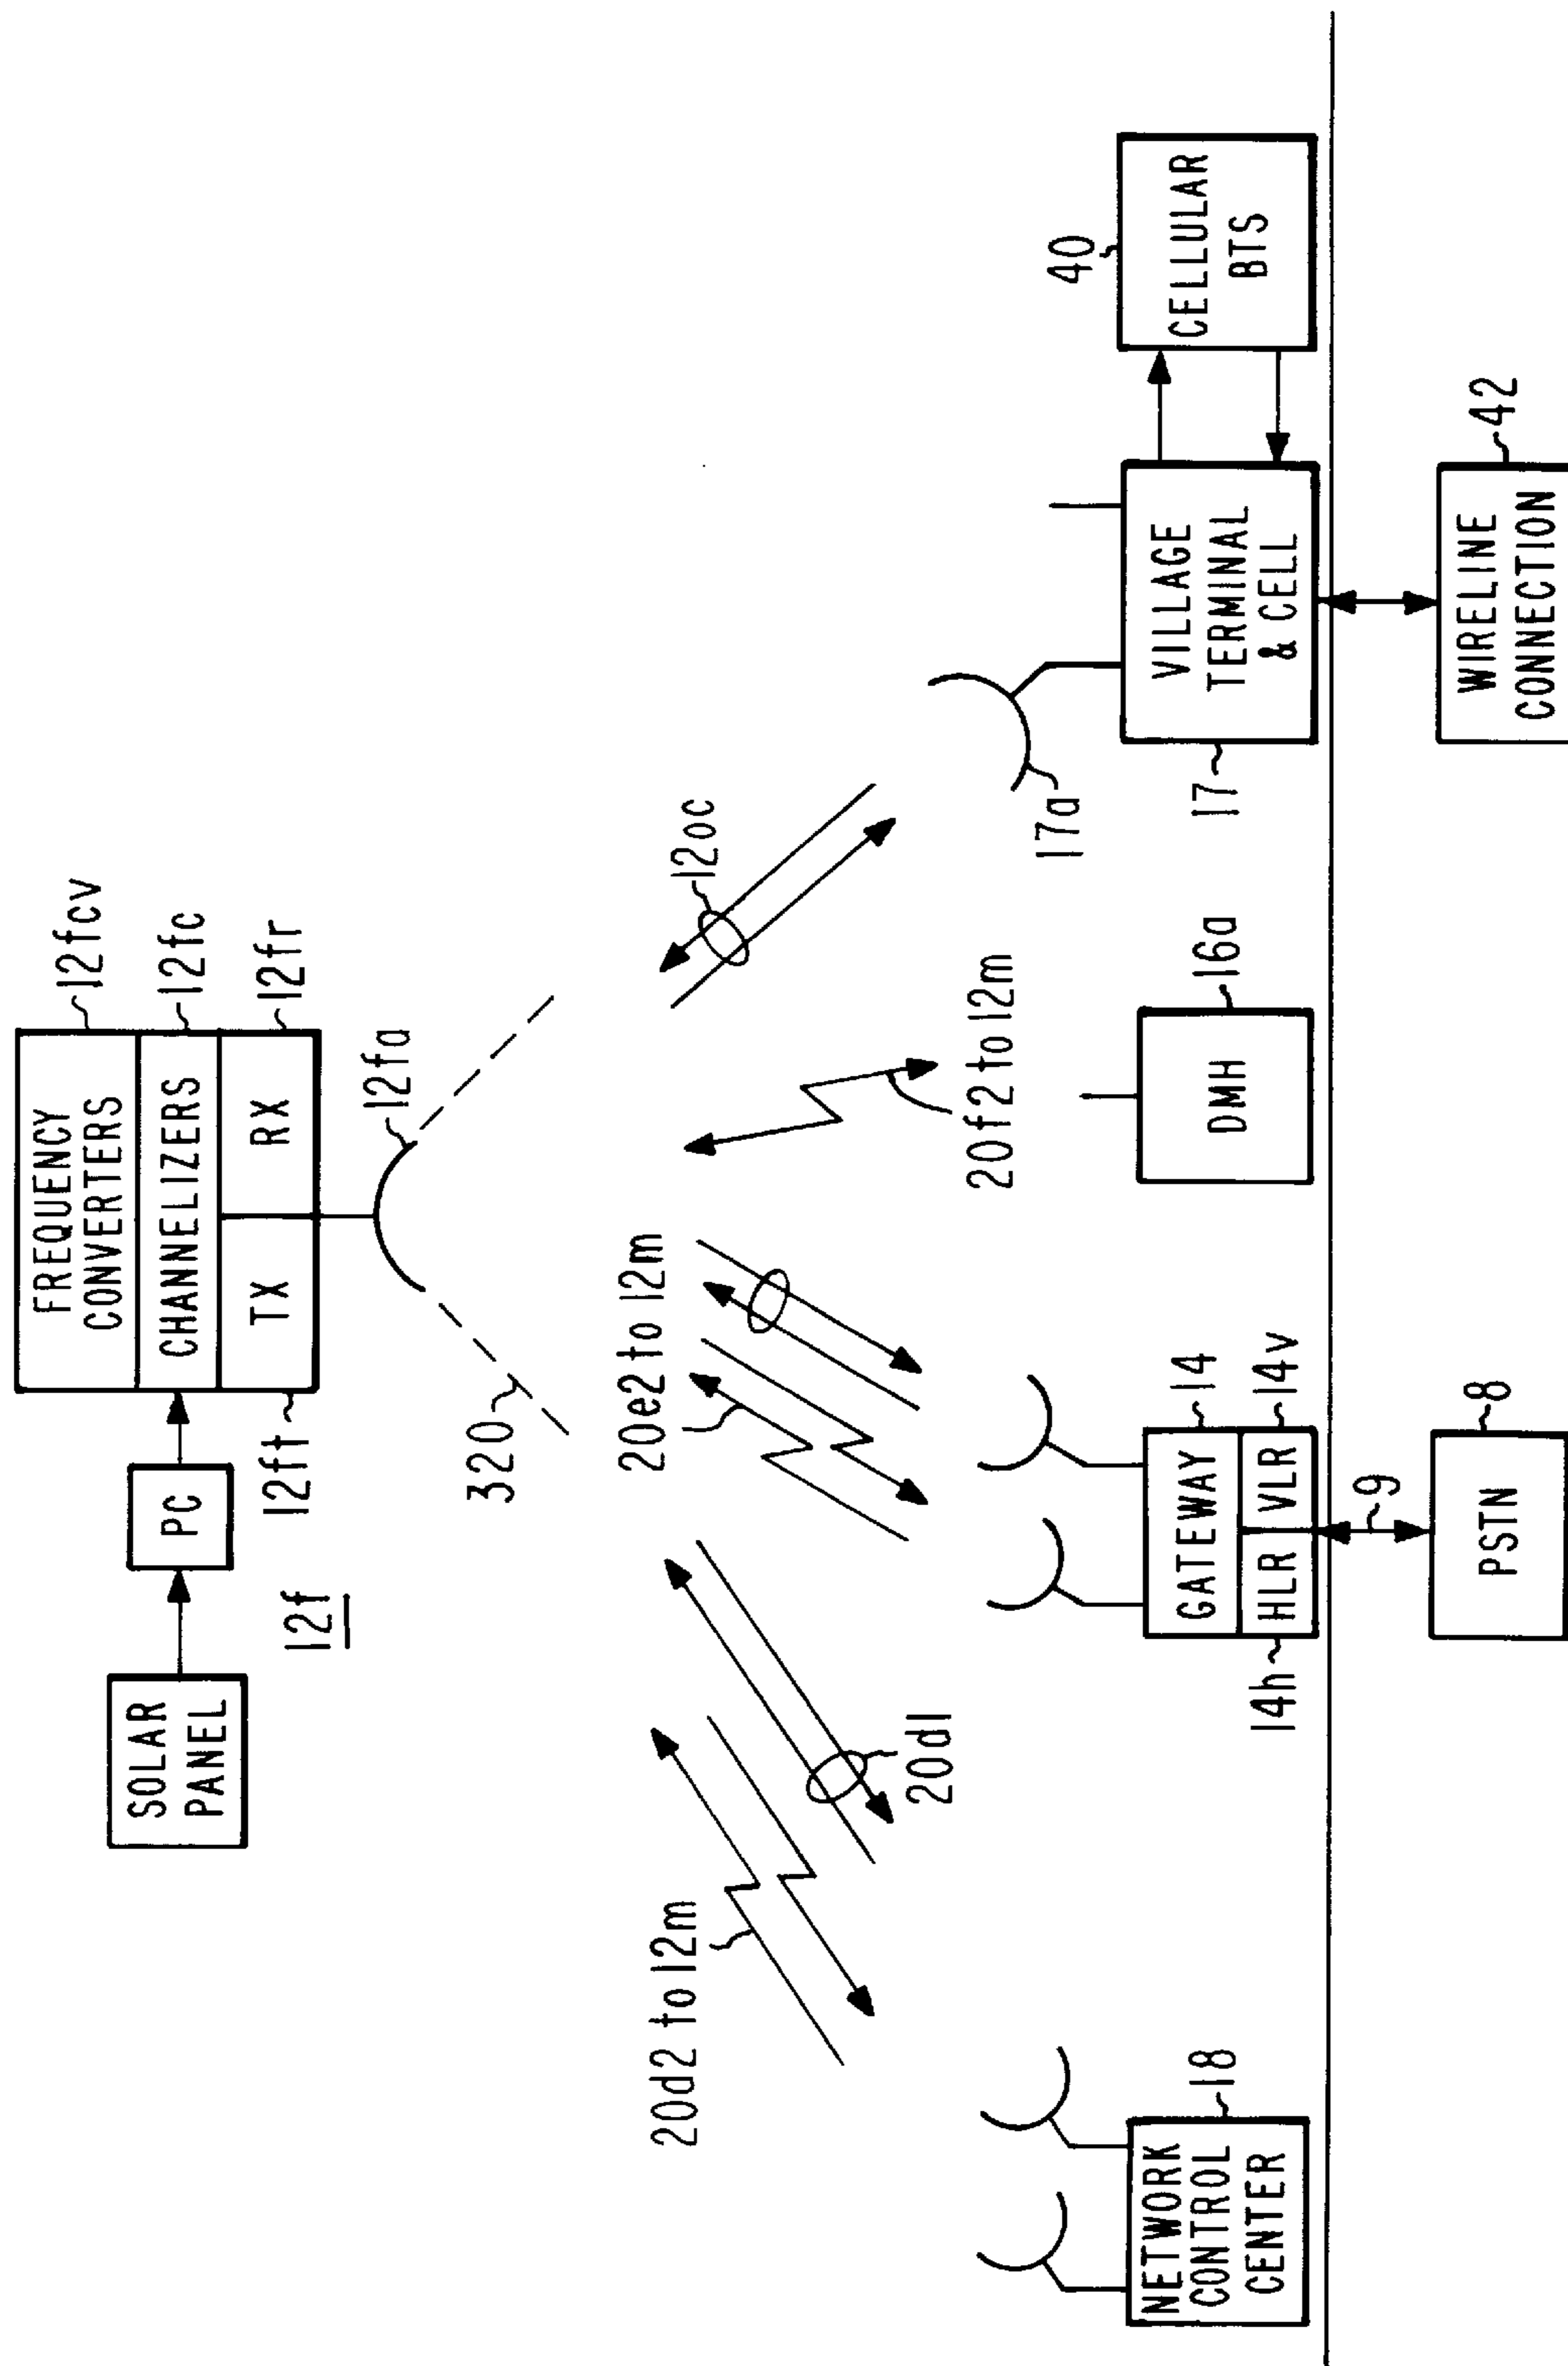 SOLAR
PANEL
PC
12f
FREQUENCY
CONVERTERS
CHANNELIZERS
TX
RX
12fcv
12fc
12fr
12ft
12fa
320
20d2 to 12m
20d1
20e2 to 12m
20f2 to 12m
12oc
NETWORK
CONTROL
CENTER
18
GATEWAY
HLR
VLR
14
14v
14h
9
PSTN
8
DMH
16a
17a
VILLAGE
TERMINAL
& CELL
17
CELLULAR
BTS
40
WIRELINE
CONNECTION
42